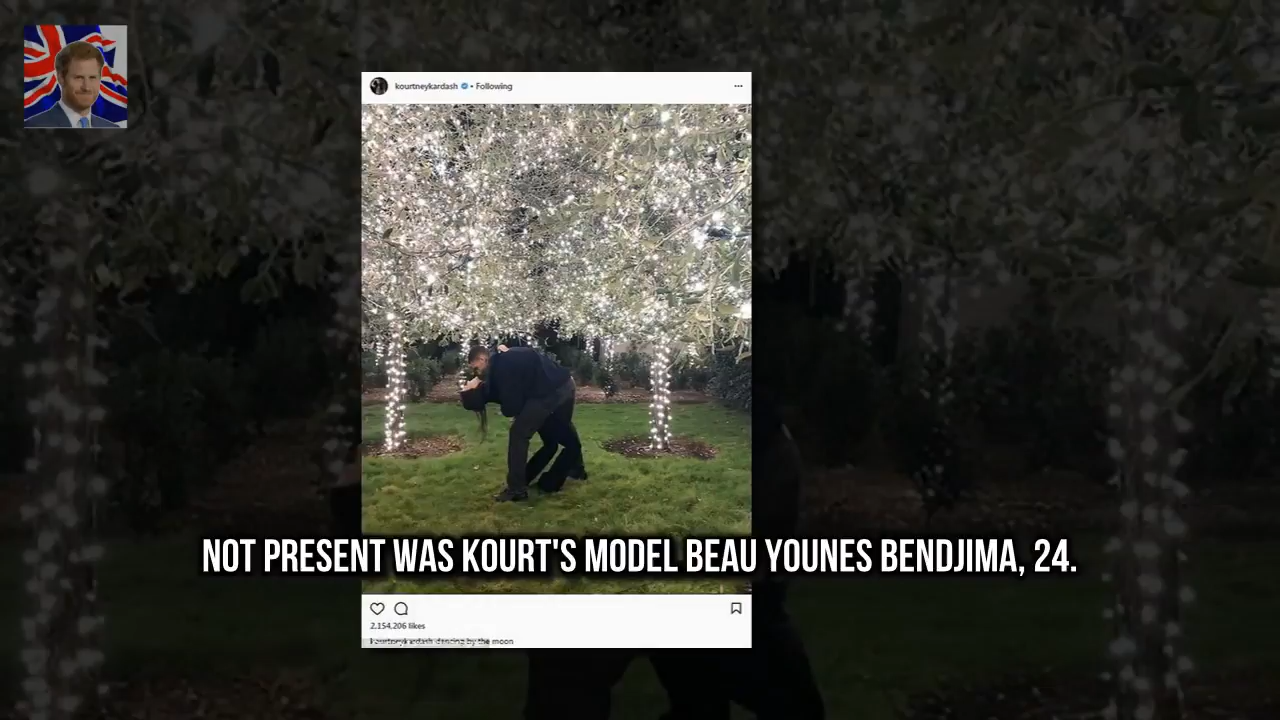 kourtneykardash • Following
NOT PRESENT WAS KOURT'S MODEL BEAU YOUNES BENDJIMA, 24.
2,154,206 likes
kourtneykardash dancing by the moon